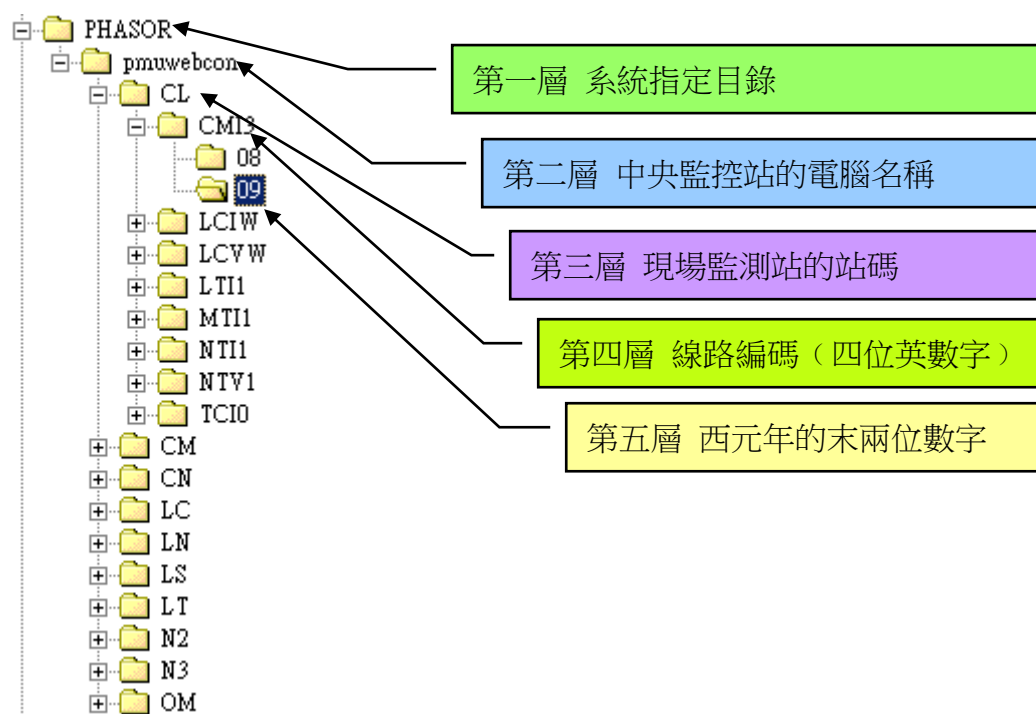 PHASOR
pmuwebcon
CL
CMI3
08
09
LCIW
LCVW
LTI1
MTI1
NTI1
NTV1
TCI0
CM
CN
LC
LN
LS
LT
N2
N3
OM
第一層 系統指定目錄
第二層 中央監控站的電腦名稱
第三層 現場監測站的站碼
第四層 線路編碼（四位英數字）
第五層 西元年的末兩位數字